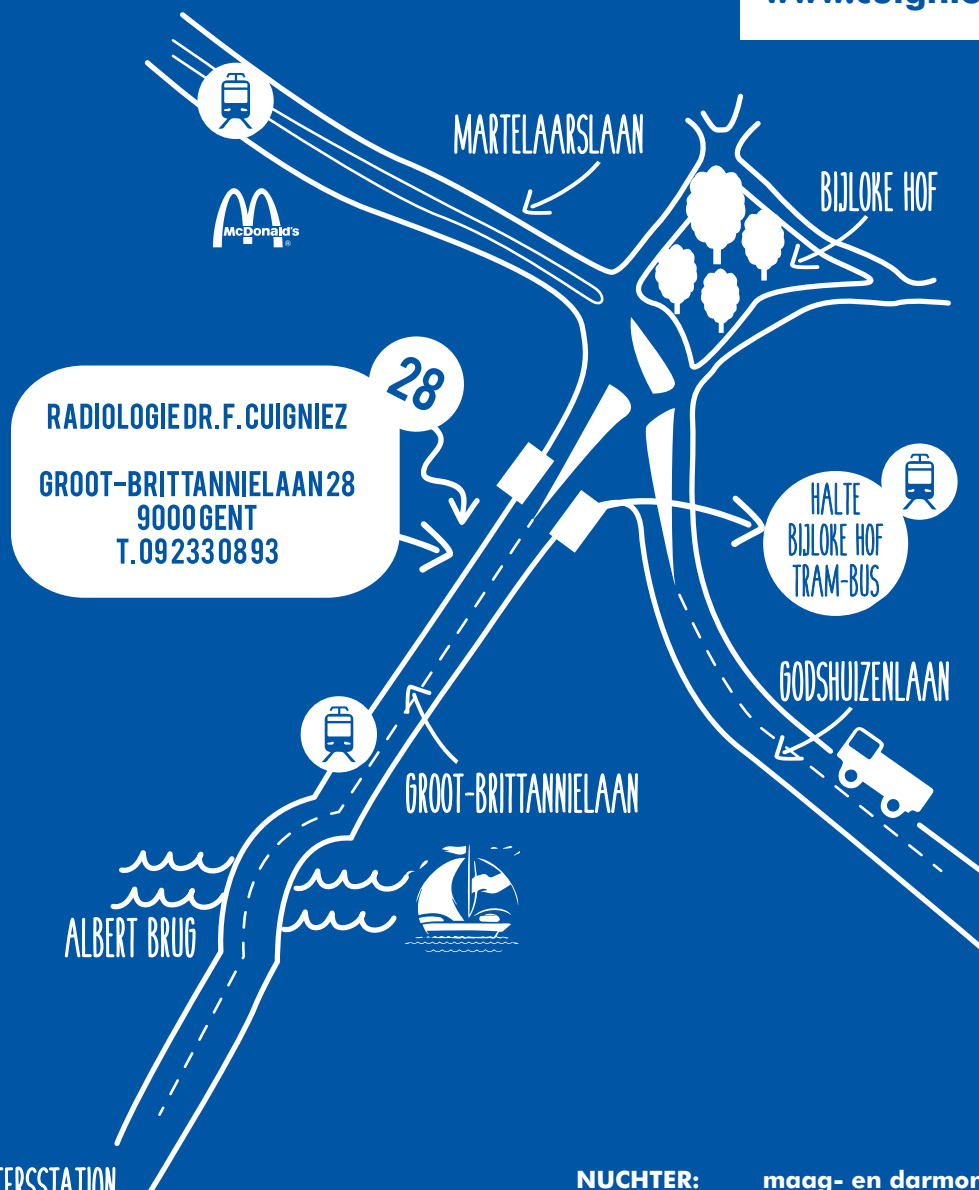 MARTELAARSLAAN
BIJLOKE HOF
McDonald's
®
28
RADIOLOGIE DR. F. CUIGNIEZ
GROOT-BRITTANNIELAAN 28
9000 GENT
T. 09 233 08 93
HALTE
BIJLOKE HOF
TRAM-BUS
GODSHUIZENLAAN
GROOT-BRITTANNIELAAN
ALBERT BRUG
NUCHTER: maag- en